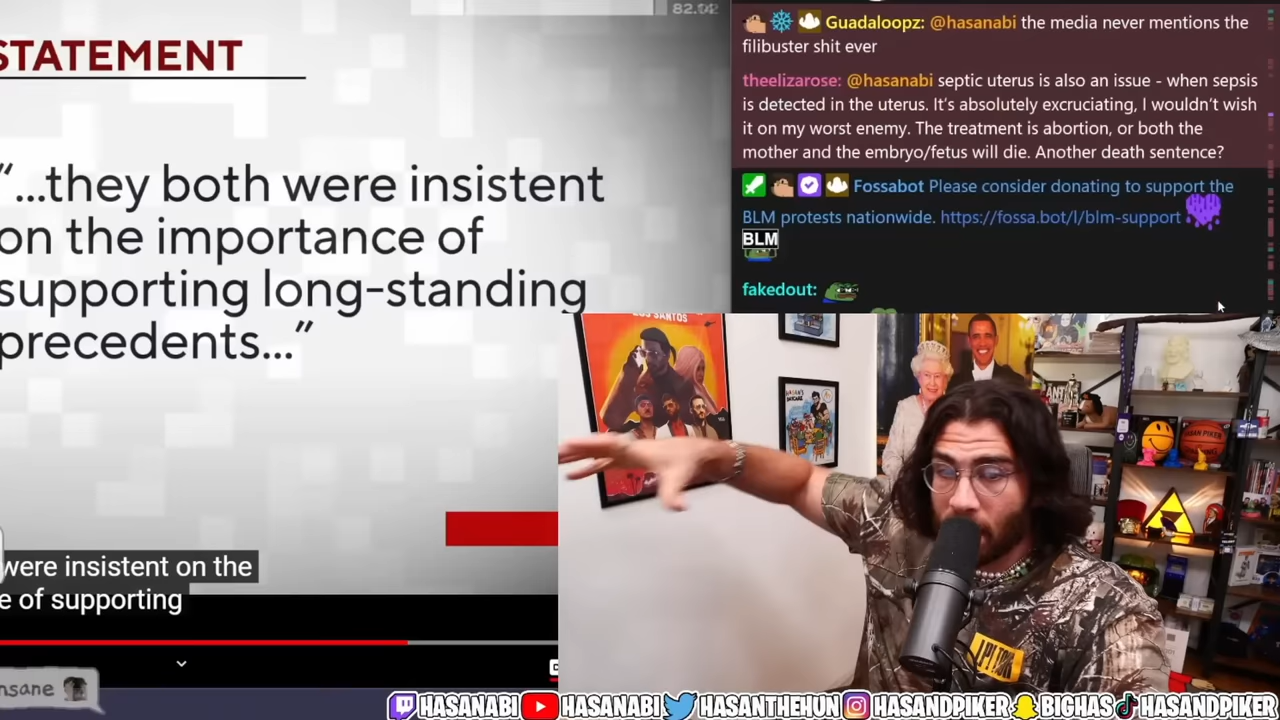 82.02
STATEMENT
“...they both were insistent
on the importance of
supporting long-standing
precedents...”
were insistent on the
e of supporting
nsane
Guadaloopz: @hasanabi the media never mentions the
filibuster shit ever
theelizarose: @hasanabi septic uterus is also an issue - when sepsis
is detected in the uterus. It's absolutely excruciating, I wouldn't wish
it on my worst enemy. The treatment is abortion, or both the
mother and the embryo/fetus will die. Another death sentence?
Fossabot Please consider donating to support the
BLM protests nationwide. https://fossa.bot/l/blm-support
BLM
fakedout:
LOS SANTOS
HASANABI HASANABI HASANTHEHUN HASANDPIKER BIGHAS HASANDPIKER